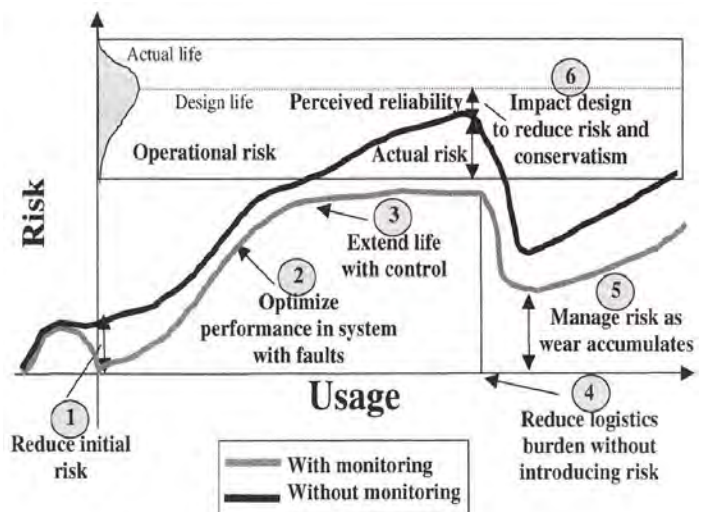 Actual life
Design life
Perceived reliability
6
Impact design
to reduce risk and
conservatism
Operational risk
Actual risk
Risk
3
Extend life
with control
2
Optimize
performance in system
with faults
5
Manage risk as
wear accumulates
1
Reduce initial
risk
Usage
4
Reduce logistics
burden without
introducing risk
With monitoring
Without monitoring